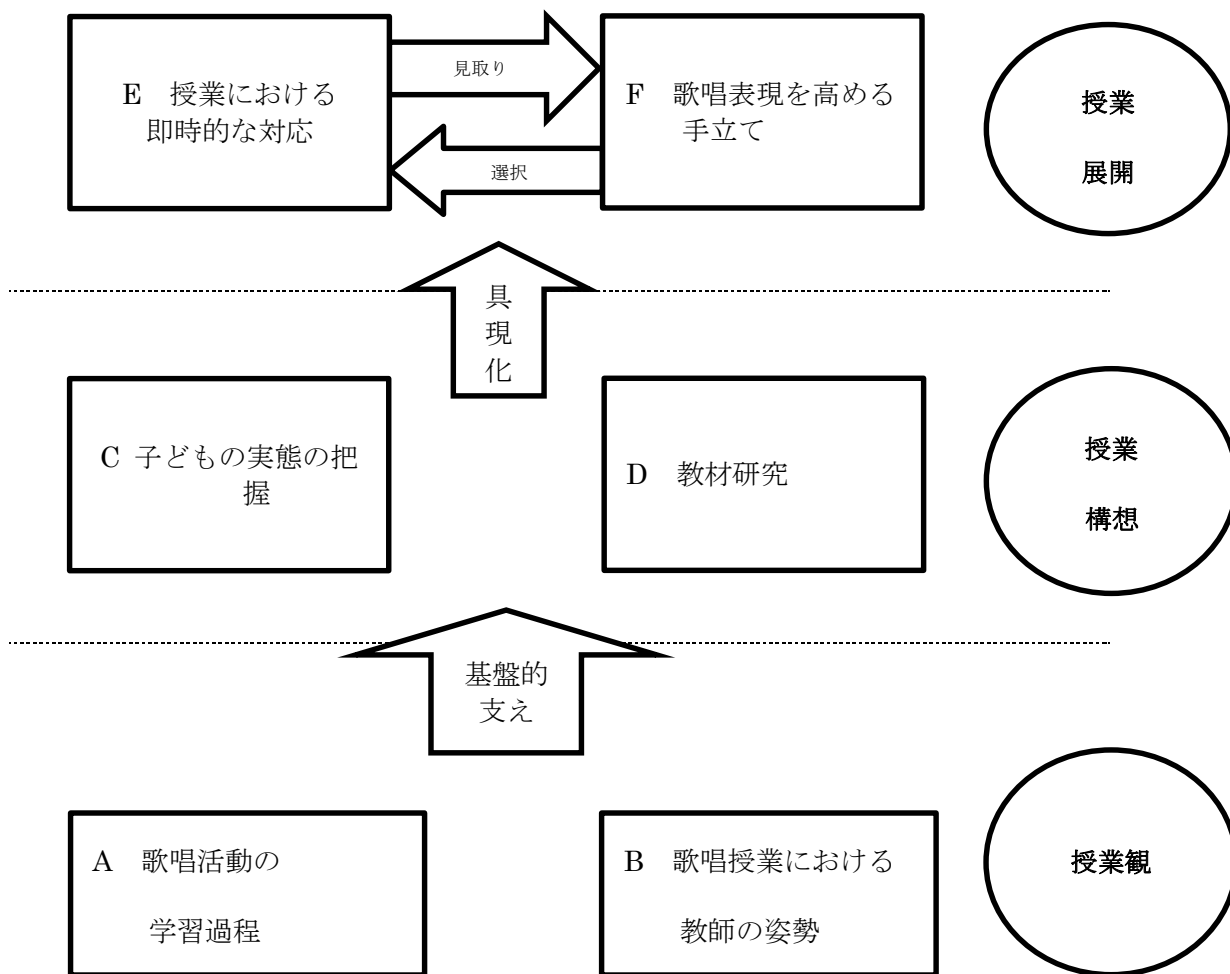 E 授業における
即時的な対応
見取り
選択
F 歌唱表現を高める
手立て
授業
展開
具
現
化
C 子どもの実態の把
握
D 教材研究
授業
構想
基盤的
支え
A 歌唱活動の
学習過程
B 歌唱授業における
教師の姿勢
授業観